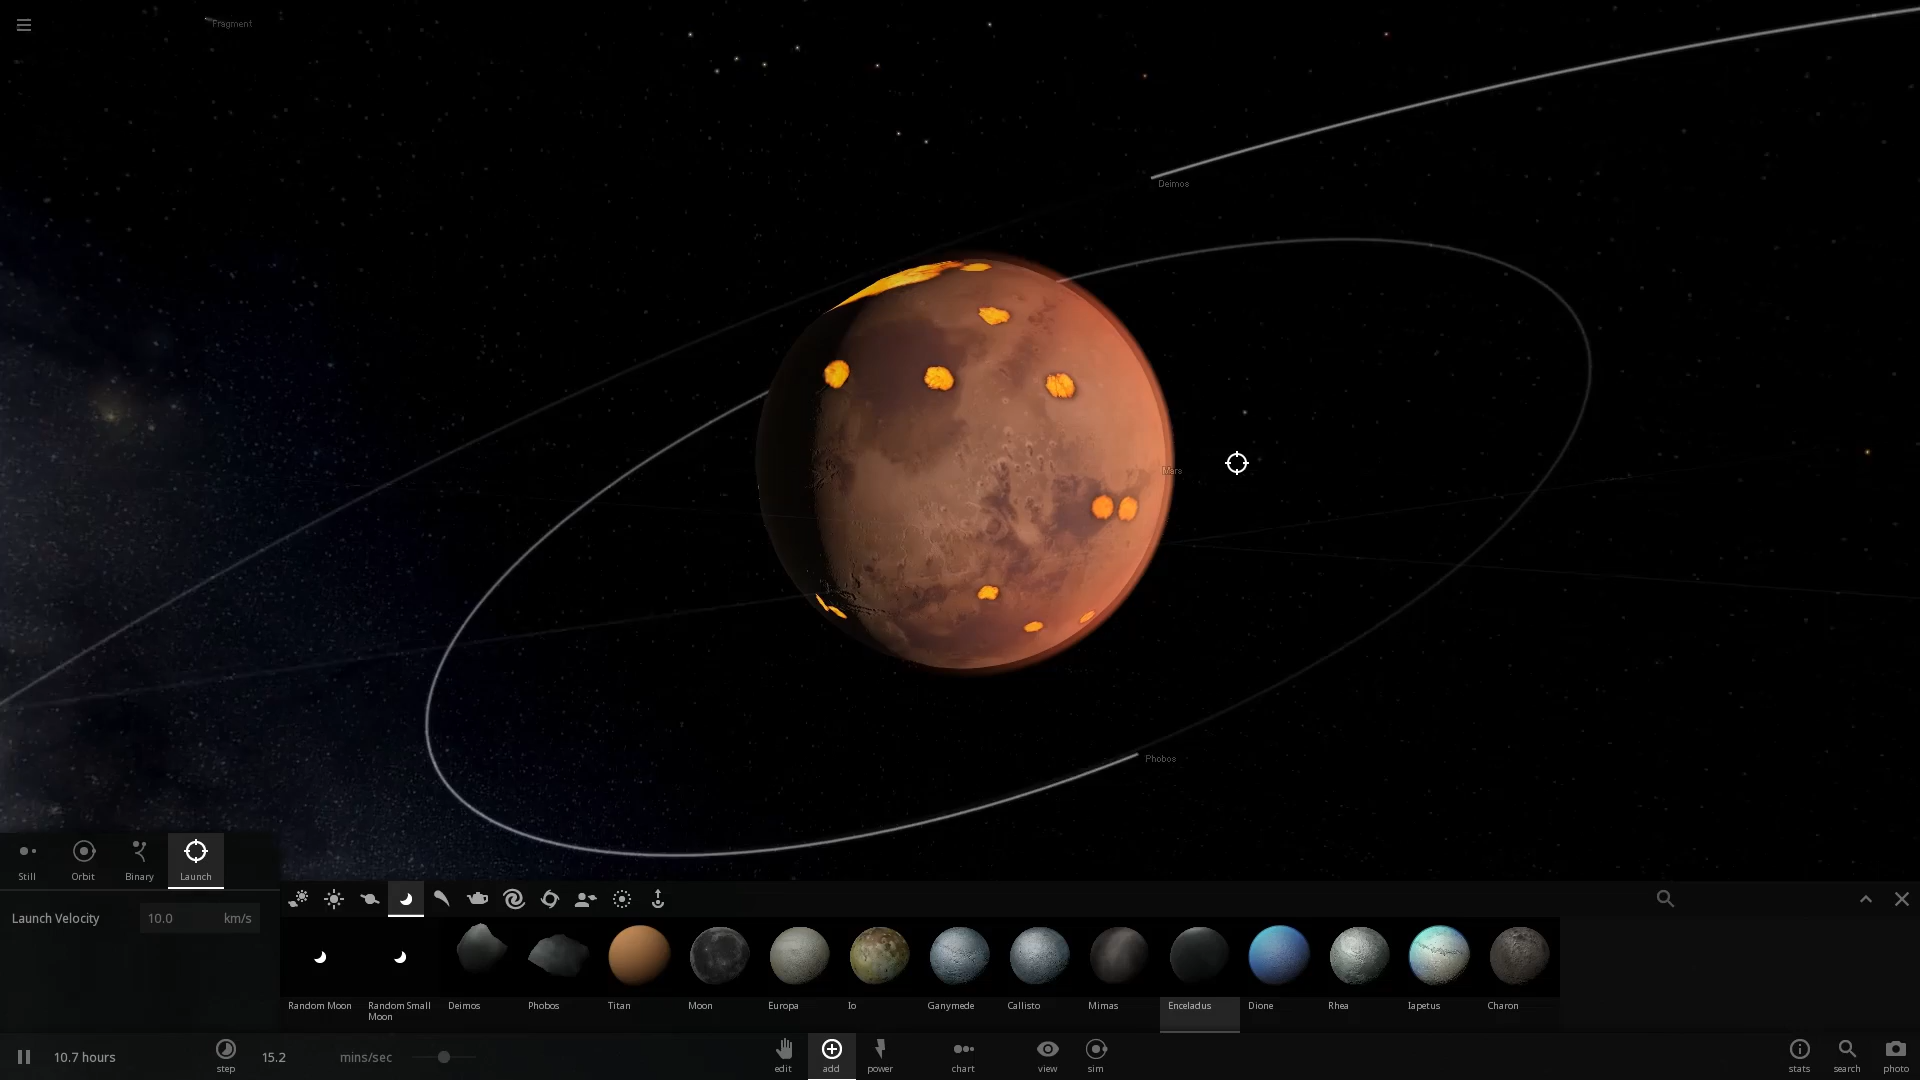 Fragment
Deimos
Mars
Phobos
Still
Orbit
Binary
Launch
Launch Velocity
10.0
km/s
Random Moon
Random Small
Moon
Deimos
Phobos
Titan
Moon
Europa
Io
Ganymede
Callisto
Mimas
Enceladus
Dione
Rhea
Iapetus
Charon
10.7 hours
step
15.2
mins/sec
edit
add
power
chart
view
sim
stats
search
photo